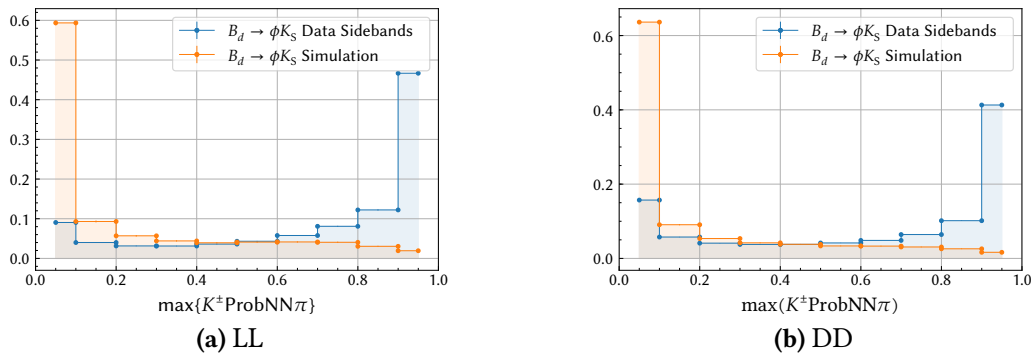 0.6
0.5
0.4
0.3
0.2
0.1
0.0
0.0 0.2 0.4 0.6 0.8 1.0
B_d → ϕK_S Data Sidebands
B_d → ϕK_S Simulation
max{K^±ProbNNπ}
(a) LL
0.6
0.4
0.2
0.0
0.0 0.2 0.4 0.6 0.8 1.0
B_d → ϕK_S Data Sidebands
B_d → ϕK_S Simulation
max(K^±ProbNNπ)
(b) DD